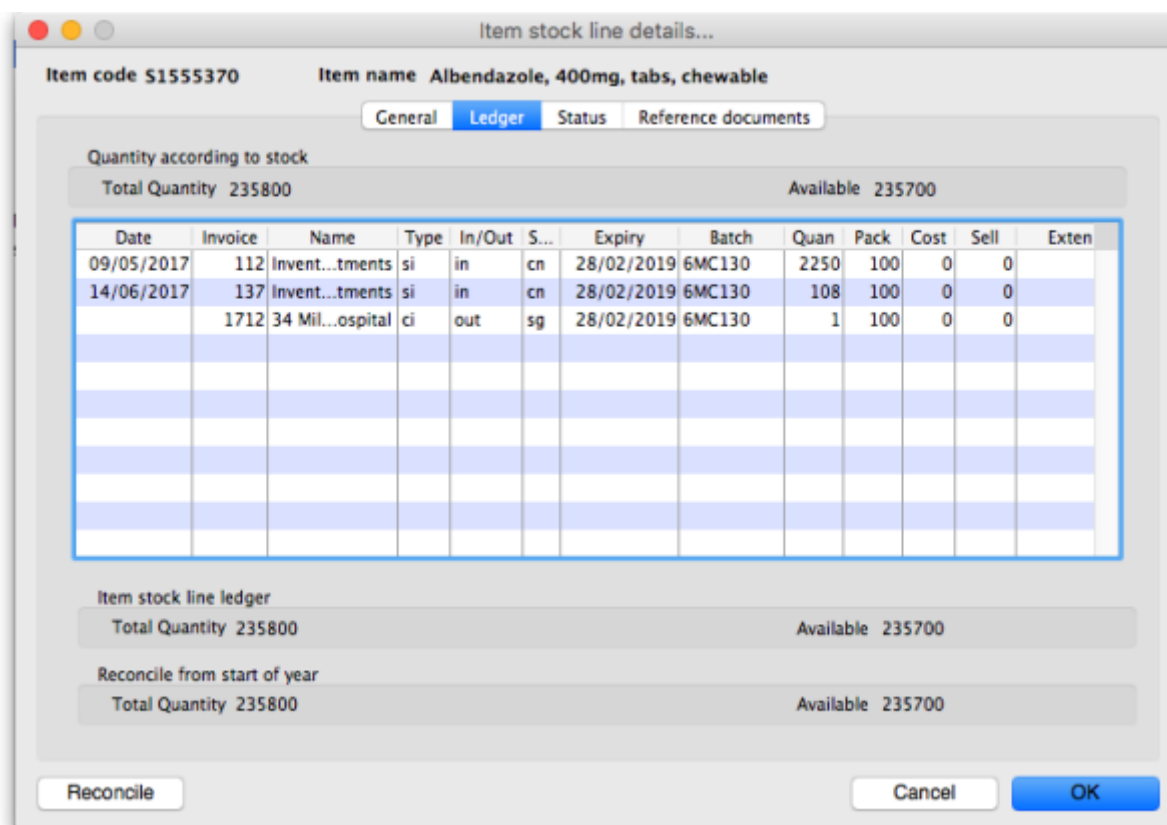 Item stock line details...
Item code S1555370 Item name Albendazole, 400mg, tabs, chewable
General Ledger Status Reference documents
Quantity according to stock
Total Quantity 235800 Available 235700
Date Invoice Name Type In/Out S... Expiry Batch Quan Pack Cost Sell Exten
09/05/2017 112 Invent...tments si in cn 28/02/2019 6MC130 2250 100 0 0
14/06/2017 137 Invent...tments si in cn 28/02/2019 6MC130 108 100 0 0
1712 34 Mil...ospital ci out sg 28/02/2019 6MC130 1 100 0 0
Item stock line ledger
Total Quantity 235800 Available 235700
Reconcile from start of year
Total Quantity 235800 Available 235700
Reconcile Cancel OK